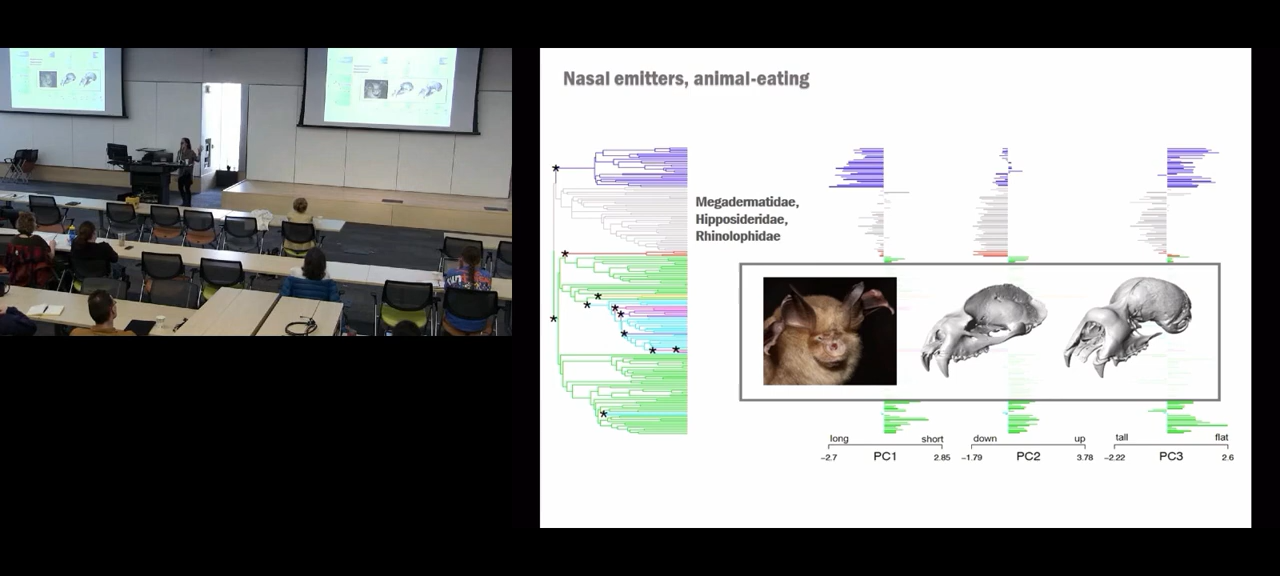 Nasal emitters, animal-eating
Megadermatidae,
Hipposideridae,
Rhinolophidae
long short down up tall flat
-2.7 PC1 2.85 -1.79 PC2 3.78 -2.22 PC3 2.6